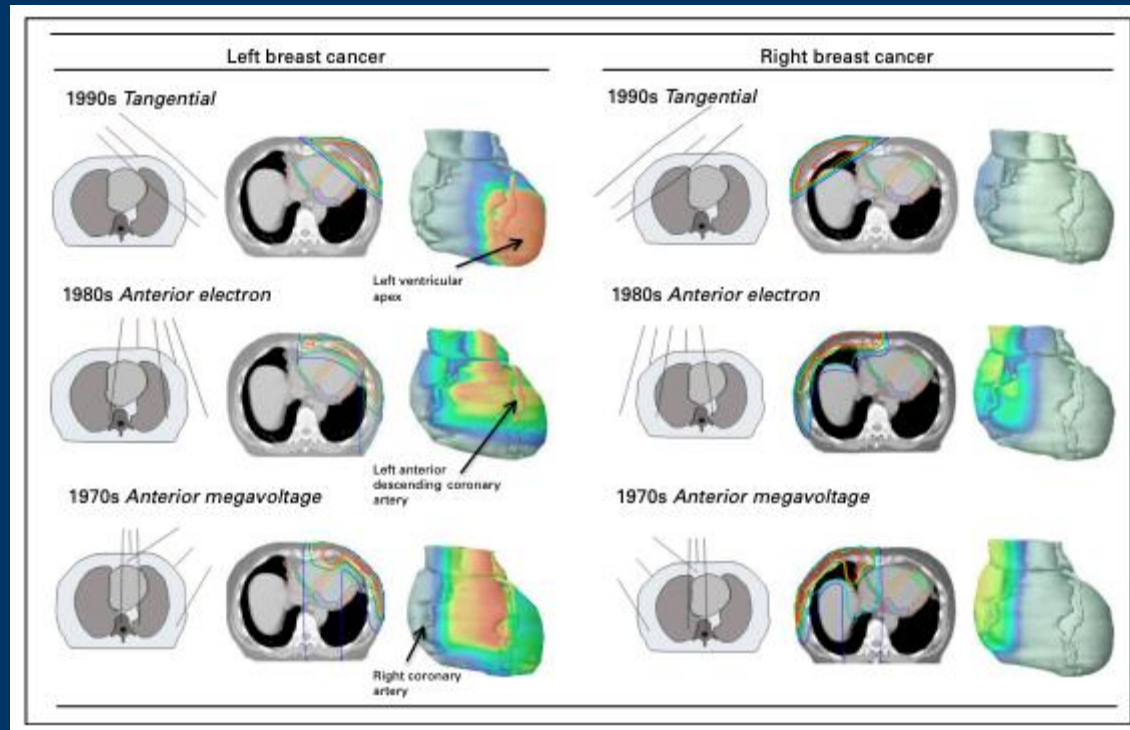 Left breast cancer
Right breast cancer
1990s Tangential
1990s Tangential
Left ventricular
apex
1980s Anterior electron
1980s Anterior electron
Left anterior
descending coronary
artery
1970s Anterior megavoltage
1970s Anterior megavoltage
Right coronary
artery